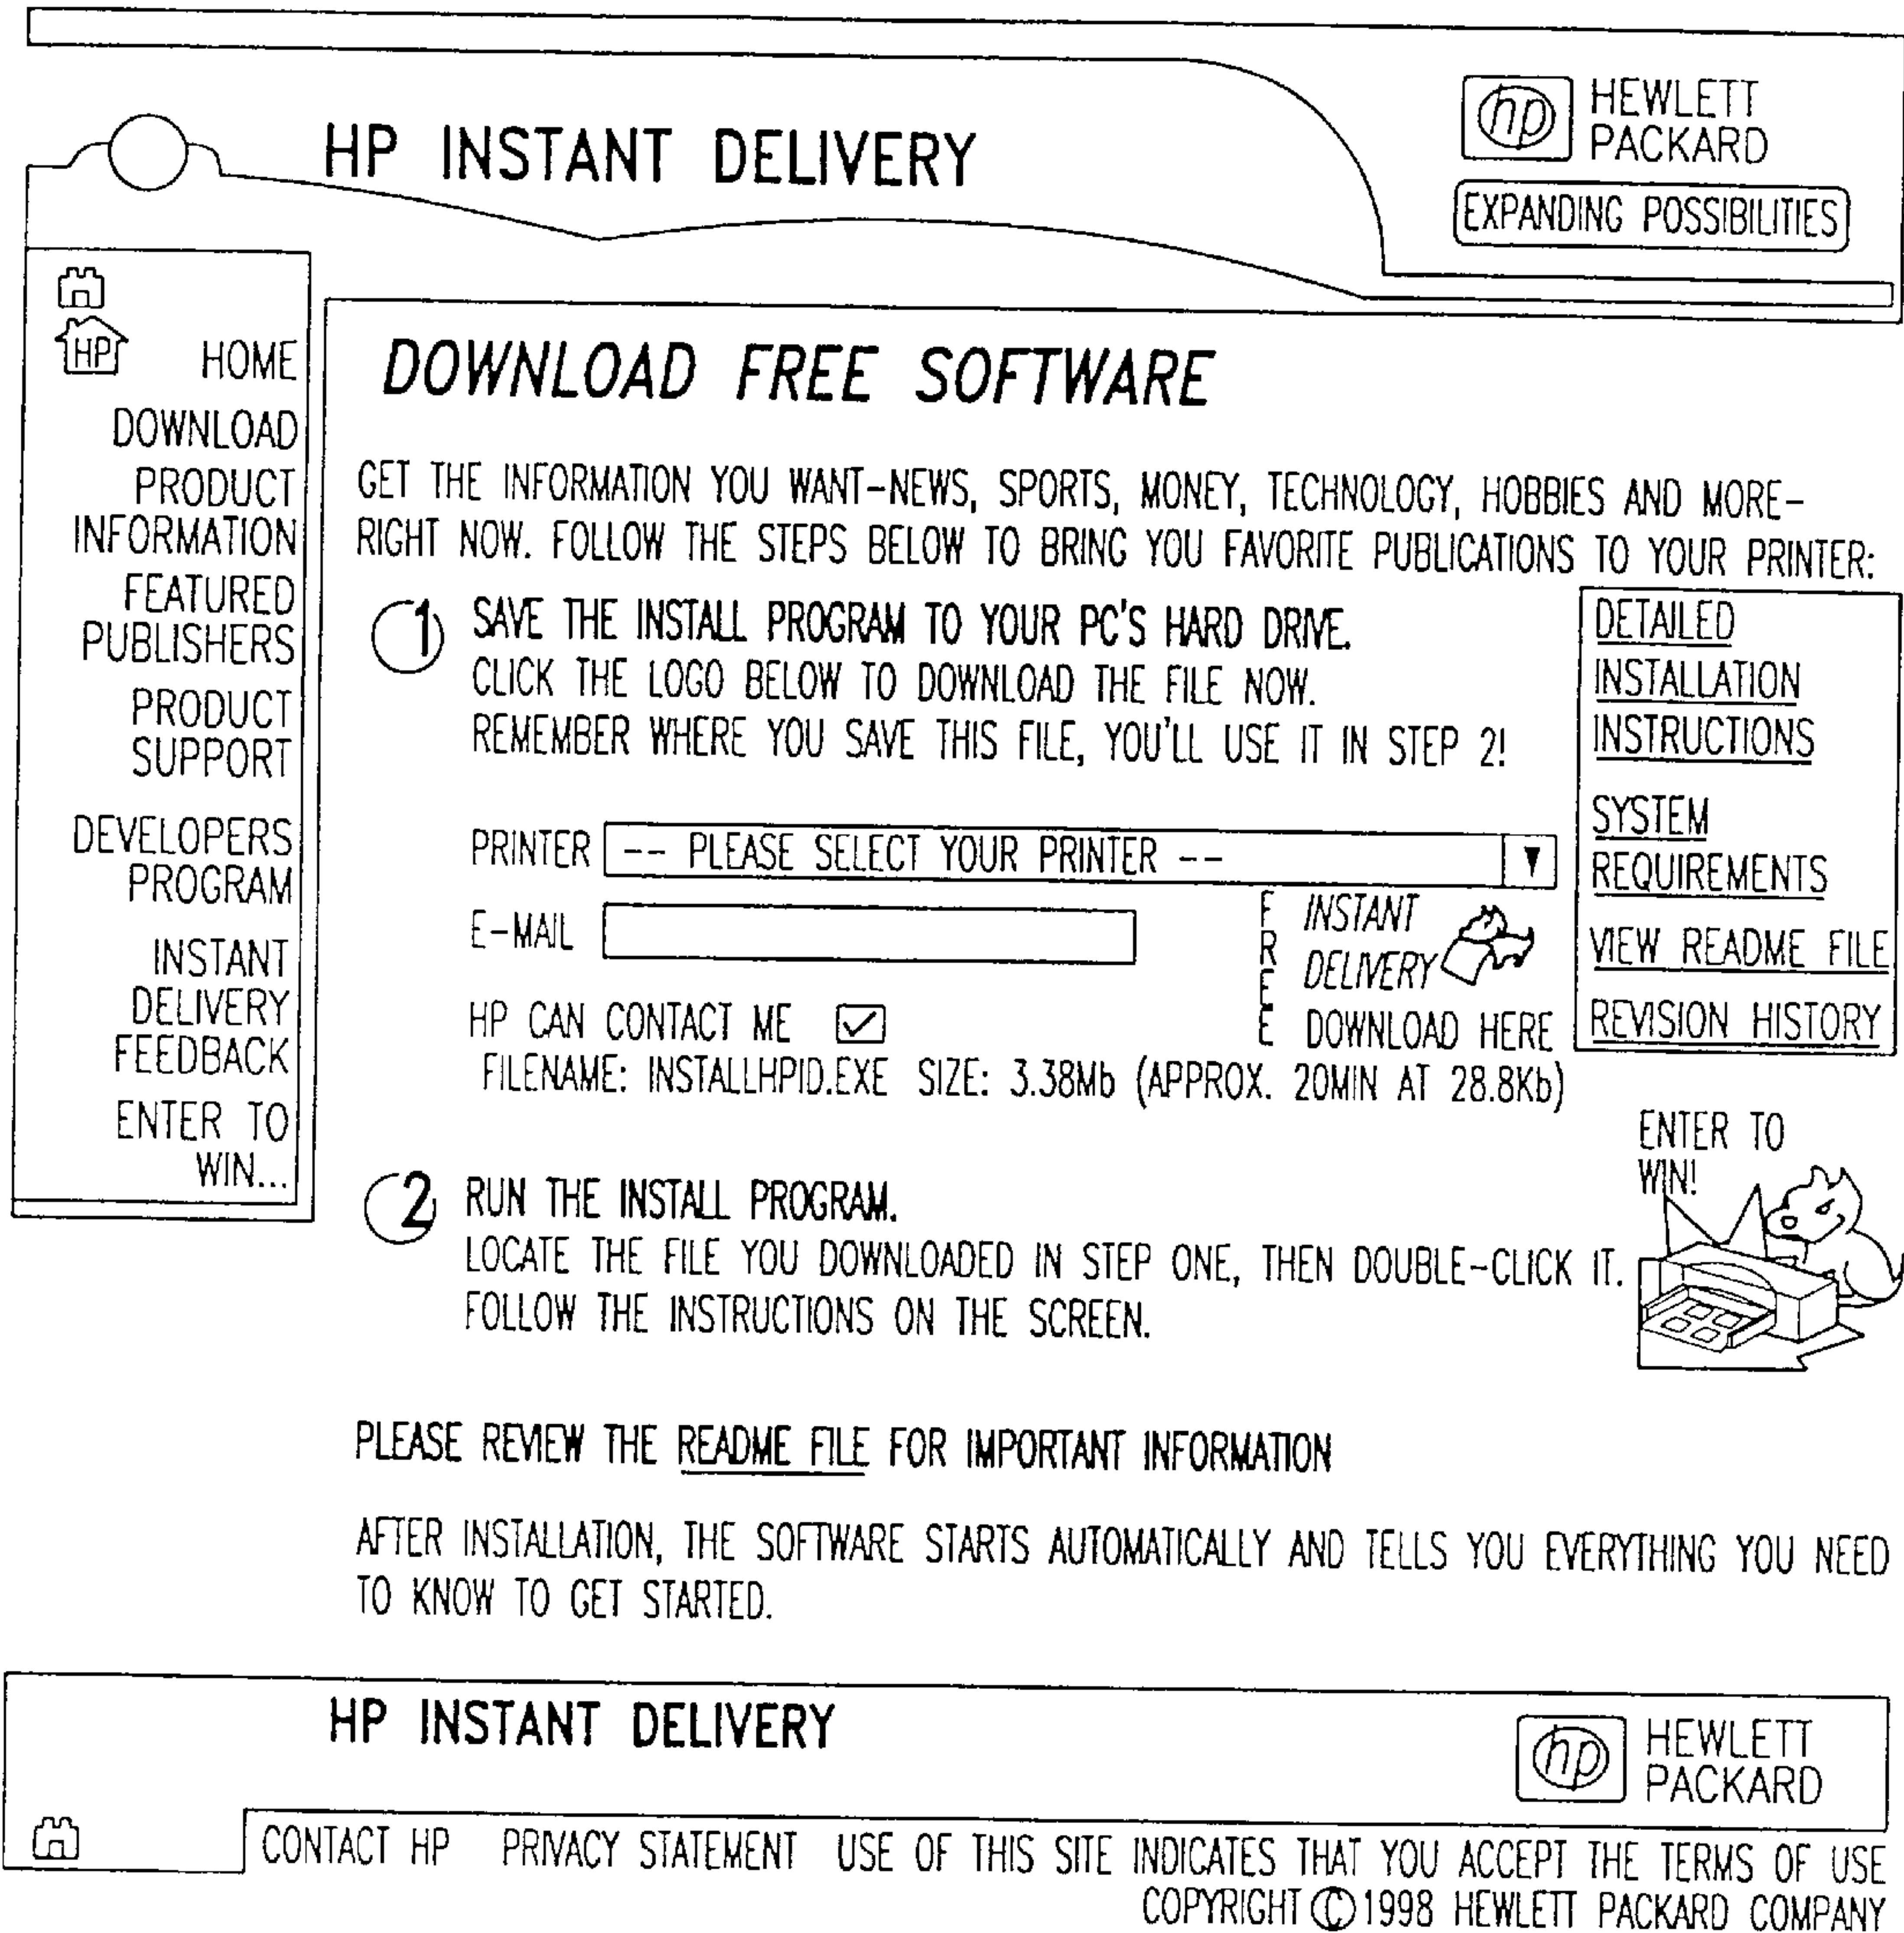 HP INSTANT DELIVERY
hp
HEWLETT
PACKARD
EXPANDING POSSIBILITIES
HP
HOME
DOWNLOAD
PRODUCT
INFORMATION
FEATURED
PUBLISHERS
PRODUCT
SUPPORT
DEVELOPERS
PROGRAM
INSTANT
DELIVERY
FEEDBACK
ENTER TO
WIN...
DOWNLOAD FREE SOFTWARE
GET THE INFORMATION YOU WANT-NEWS, SPORTS, MONEY, TECHNOLOGY, HOBBIES AND MORE-
RIGHT NOW. FOLLOW THE STEPS BELOW TO BRING YOU FAVORITE PUBLICATIONS TO YOUR PRINTER:
1 SAVE THE INSTALL PROGRAM TO YOUR PC'S HARD DRIVE.
CLICK THE LOGO BELOW TO DOWNLOAD THE FILE NOW.
REMEMBER WHERE YOU SAVE THIS FILE, YOU'LL USE IT IN STEP 2!
PRINTER -- PLEASE SELECT YOUR PRINTER --
E-MAIL
HP CAN CONTACT ME
FREE
INSTANT
DELIVERY
DOWNLOAD HERE
FILENAME: INSTALLHPID.EXE SIZE: 3.38Mb (APPROX. 20MIN AT 28.8Kb)
DETAILED
INSTALLATION
INSTRUCTIONS
SYSTEM
REQUIREMENTS
VIEW README FILE
REVISION HISTORY
ENTER TO
WIN!
2 RUN THE INSTALL PROGRAM.
LOCATE THE FILE YOU DOWNLOADED IN STEP ONE, THEN DOUBLE-CLICK IT.
FOLLOW THE INSTRUCTIONS ON THE SCREEN.
PLEASE REVIEW THE README FILE FOR IMPORTANT INFORMATION
AFTER INSTALLATION, THE SOFTWARE STARTS AUTOMATICALLY AND TELLS YOU EVERYTHING YOU NEED
TO KNOW TO GET STARTED.
HP INSTANT DELIVERY
hp
HEWLETT
PACKARD
CONTACT HP PRIVACY STATEMENT USE OF THIS SITE INDICATES THAT YOU ACCEPT THE TERMS OF USE
COPYRIGHT © 1998 HEWLETT PACKARD COMPANY